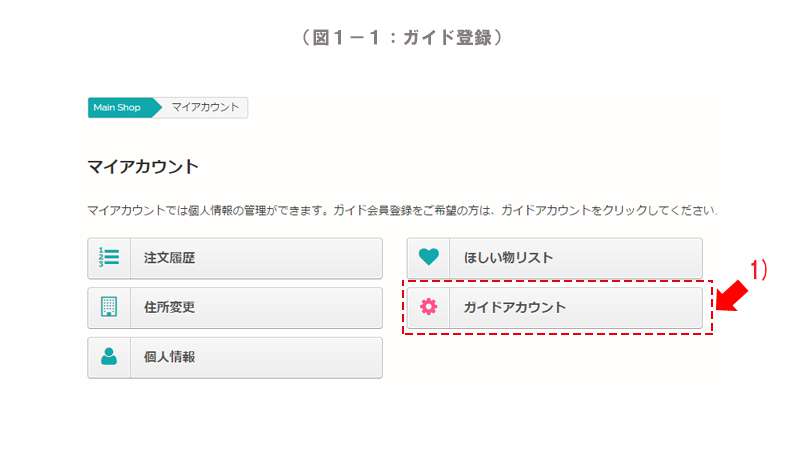 （図１－１：ガイド登録）
Main Shop マイアカウント
マイアカウント
マイアカウントでは個人情報の管理ができます。ガイド会員登録をご希望の方は、ガイドアカウントをクリックしてください.
注文履歴 ほしい物リスト
1)
住所変更 ガイドアカウント
個人情報